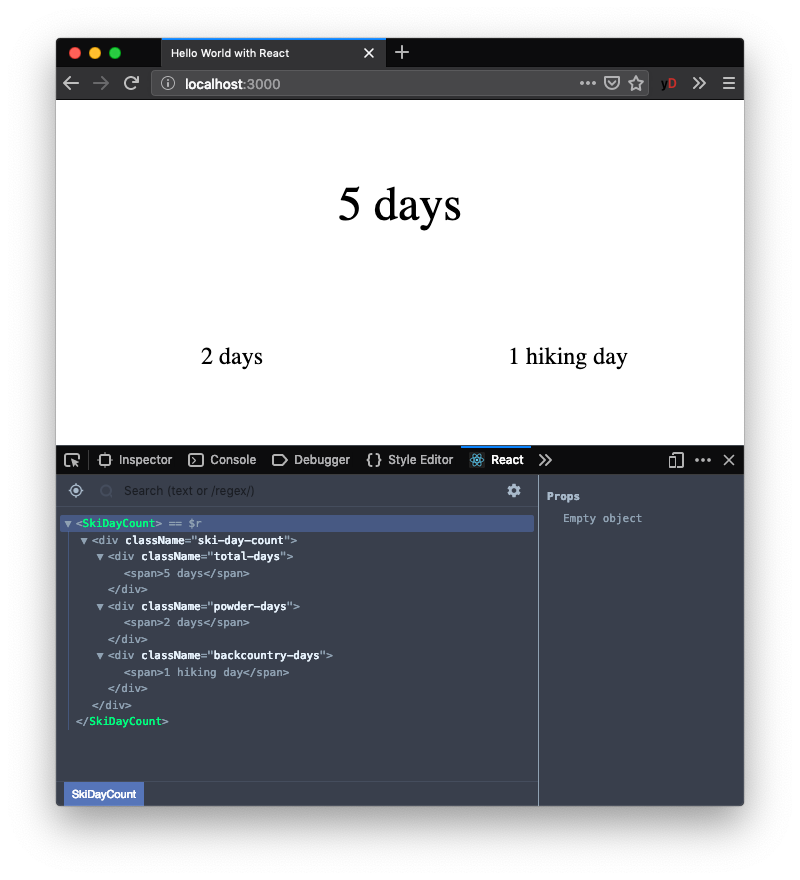 Hello World with React
localhost:3000
yD
5 days
2 days 1 hiking day
Inspector Console Debugger {} Style Editor React
Search (text or /regex/)
Props
Empty object
<SkiDayCount> == $r
<div className="ski-day-count">
<div className="total-days">
<span>5 days</span>
</div>
<div className="powder-days">
<span>2 days</span>
</div>
<div className="backcountry-days">
<span>1 hiking day</span>
</div>
</div>
</SkiDayCount>
SkiDayCount